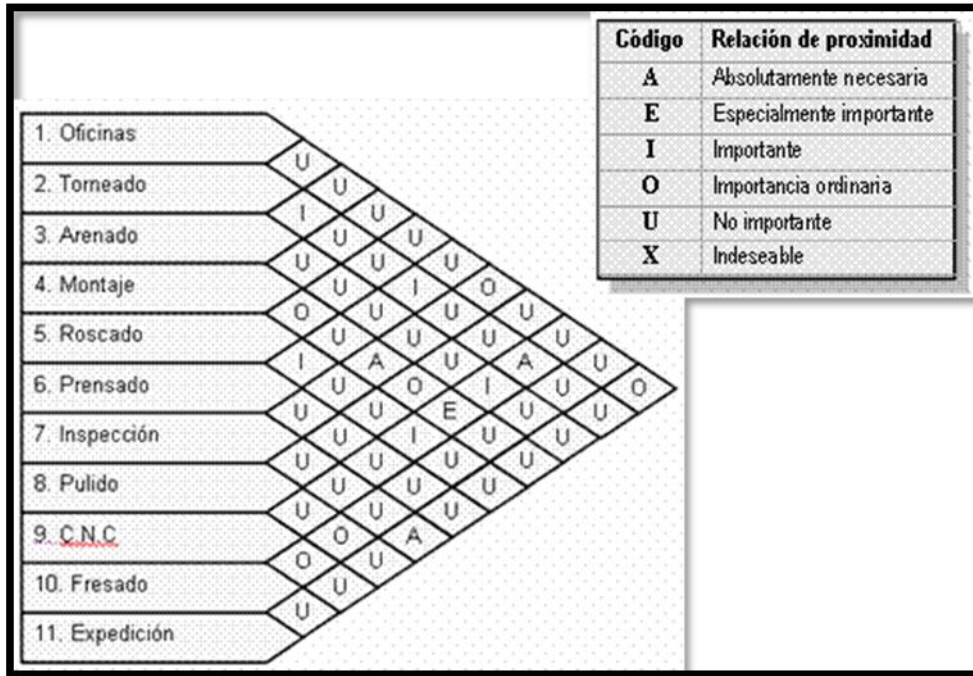 Código Relación de proximidad
A Absolutamente necesaria
E Especialmente importante
I Importante
O Importancia ordinaria
U No importante
X Indeseable
1. Oficinas
U
2. Torneado
U
I U
3. Arenado
U U
U U U
4. Montaje
U I O
O U U U
5. Roscado
U U U U
I A U A U
6. Prensado
U O I U O
U U E U U
7. Inspección
U I U U
U U U U
8. Pulido
U U U
U U U
9. C.N.C
O A
O U
10. Fresado
U
U
11. Expedición